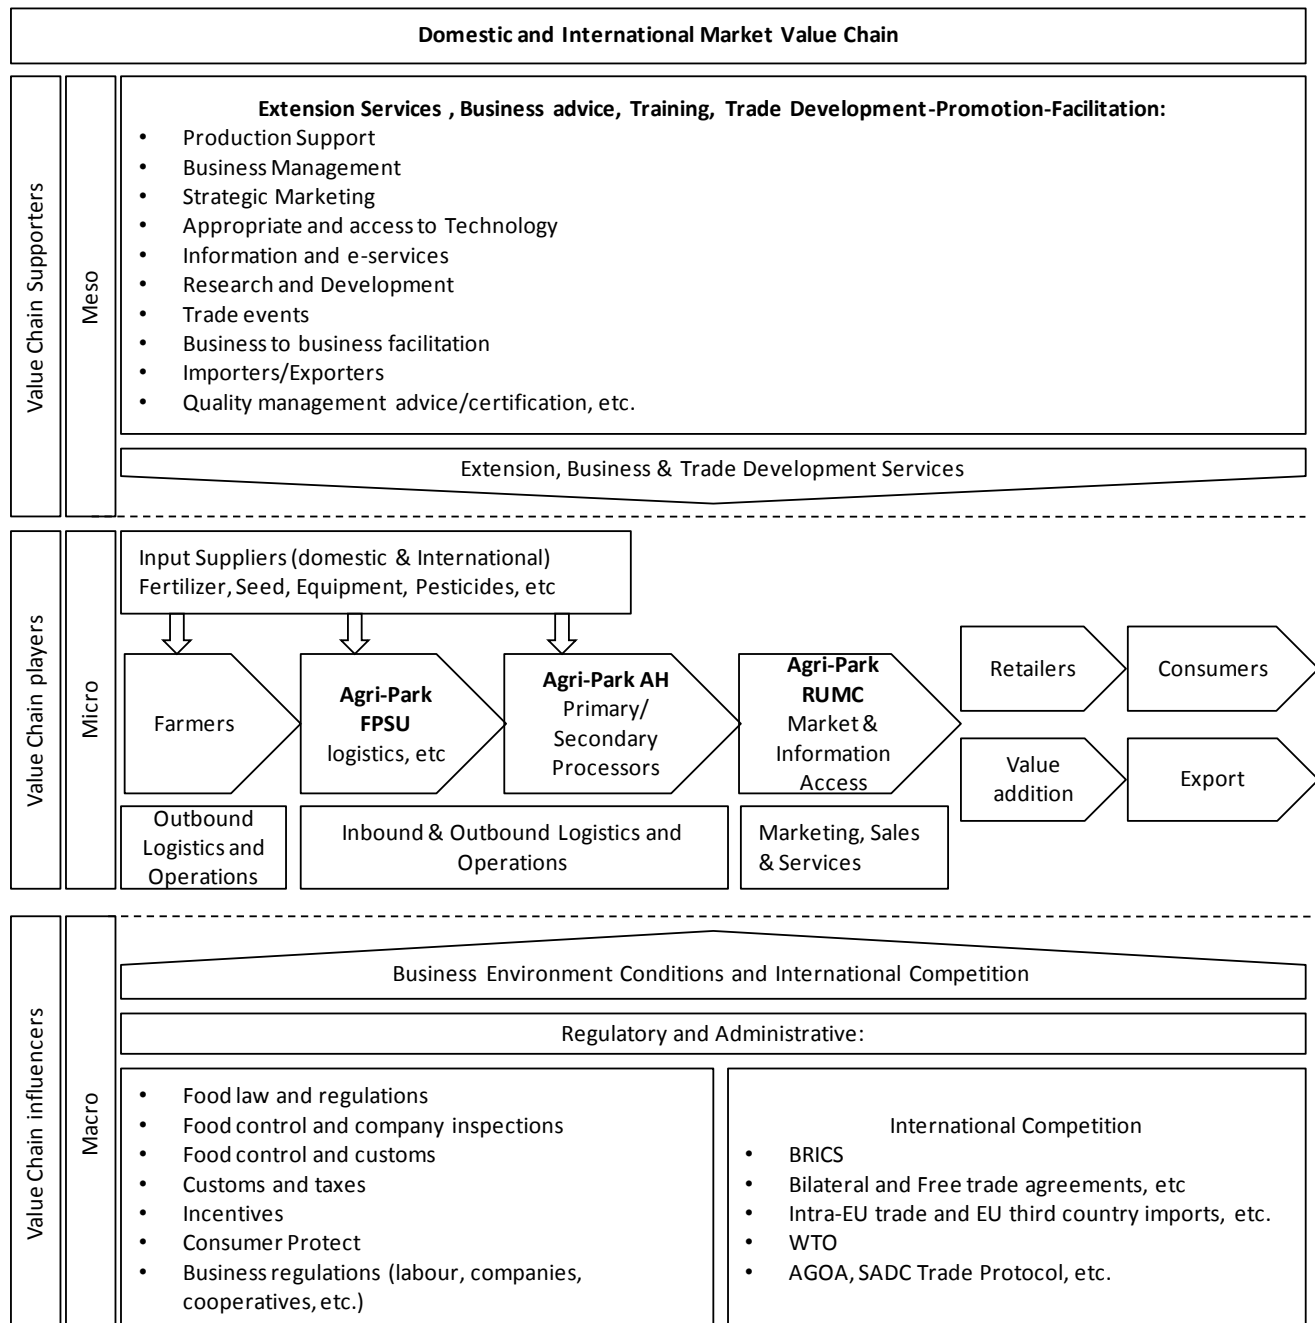 Domestic and International Market Value Chain
Value Chain Supporters
Meso
Extension Services , Business advice, Training, Trade Development-Promotion-Facilitation:
• Production Support
• Business Management
• Strategic Marketing
• Appropriate and access to Technology
• Information and e-services
• Research and Development
• Trade events
• Business to business facilitation
• Importers/Exporters
• Quality management advice/certification, etc.
Extension, Business & Trade Development Services
Value Chain players
Micro
Input Suppliers (domestic & International)
Fertilizer, Seed, Equipment, Pesticides, etc
Farmers
Agri-Park
FPSU
logistics, etc
Agri-Park AH
Primary/
Secondary
Processors
Agri-Park
RUMC
Market &
Information
Access
Retailers
Consumers
Value
addition
Export
Outbound
Logistics and
Operations
Inbound & Outbound Logistics and
Operations
Marketing, Sales
& Services
Value Chain influencers
Macro
Business Environment Conditions and International Competition
Regulatory and Administrative:
• Food law and regulations
• Food control and company inspections
• Food control and customs
• Customs and taxes
• Incentives
• Consumer Protect
• Business regulations (labour, companies,
cooperatives, etc.)
International Competition
• BRICS
• Bilateral and Free trade agreements, etc
• Intra-EU trade and EU third country imports, etc.
• WTO
• AGOA, SADC Trade Protocol, etc.